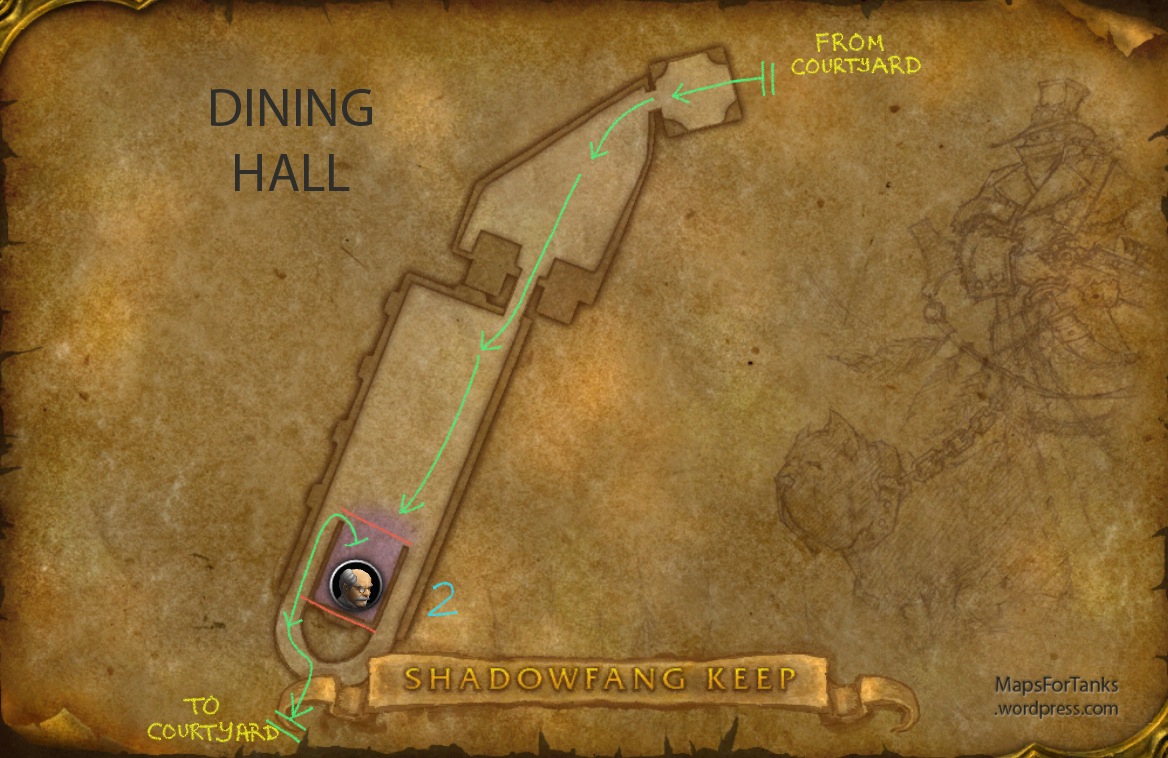 FROM
COURTYARD
DINING
HALL
2
SHADOWFANG KEEP
MapsForTanks
.wordpress.com
TO
COURTYARD